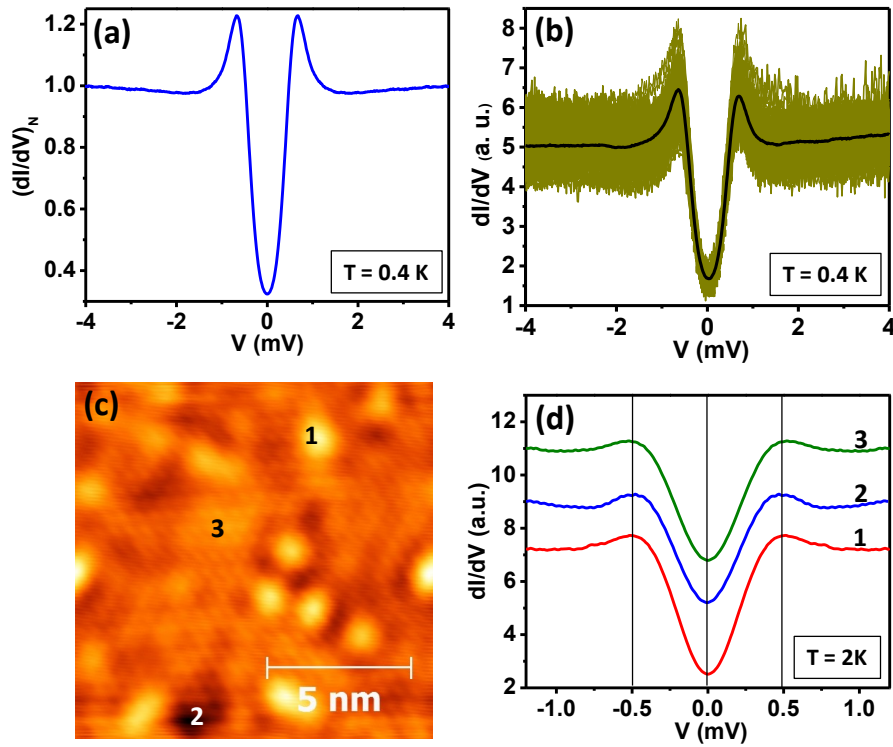 (a)
(dI/dV)N
1.2
1.0
0.8
0.6
0.4
T = 0.4 K
-4 -2 0 2 4
V (mV)
(b)
dI/dV (a. u.)
8
7
6
5
4
3
2
1
T = 0.4 K
-4 -2 0 2 4
V (mV)
(c)
1
3
5 nm
2
(d)
dI/dV (a.u.)
12
10
8
6
4
2
3
2
1
T = 2K
-1.0 -0.5 0.0 0.5 1.0
V (mV)